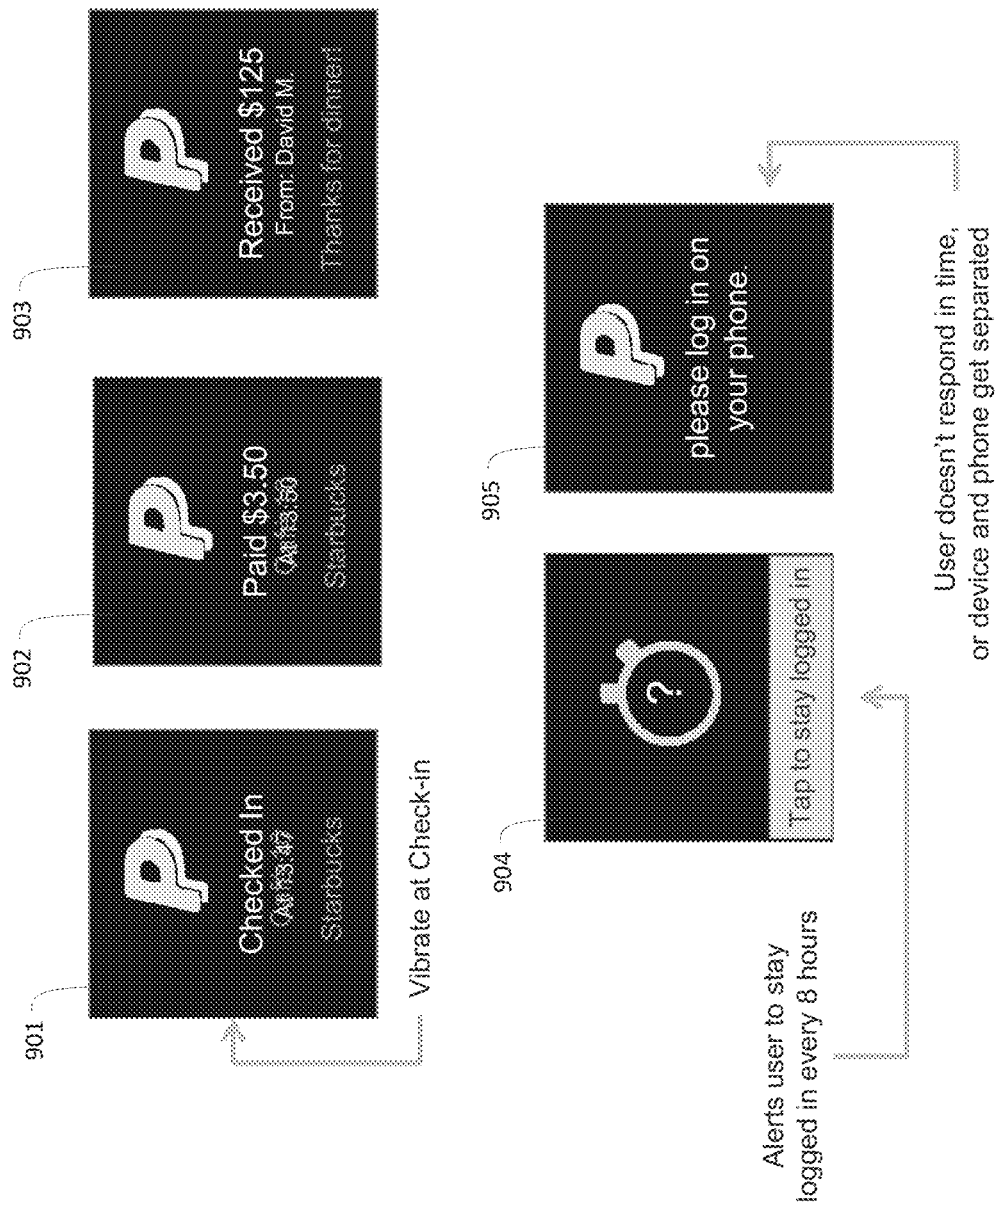 901
Checked In
Starbucks
Vibrate at Check-in
902
Paid $3.50
Starbucks
903
Received $125
From: David M.
Thanks for dinner!
904
?
Tap to stay logged in
Alerts user to stay
logged in every 8 hours
905
please log in on
your phone.
User doesn't respond in time,
or device and phone get separated